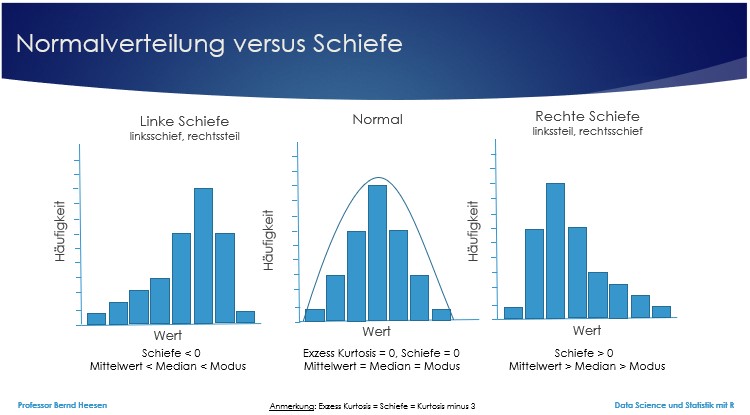 Normalverteilung versus Schiefe
Linke Schiefe
linksschief, rechtssteil
Häufigkeit
Wert
Schiefe < 0
Mittelwert < Median < Modus
Normal
Häufigkeit
Wert
Exzess Kurtosis = 0, Schiefe = 0
Mittelwert = Median = Modus
Rechte Schiefe
linkssteil, rechtsschief
Häufigkeit
Wert
Schiefe > 0
Mittelwert > Median > Modus
Professor Bernd Heesen
Anmerkung: Exzess Kurtosis = Schiefe = Kurtosis minus 3
Data Science und Statistik mit R